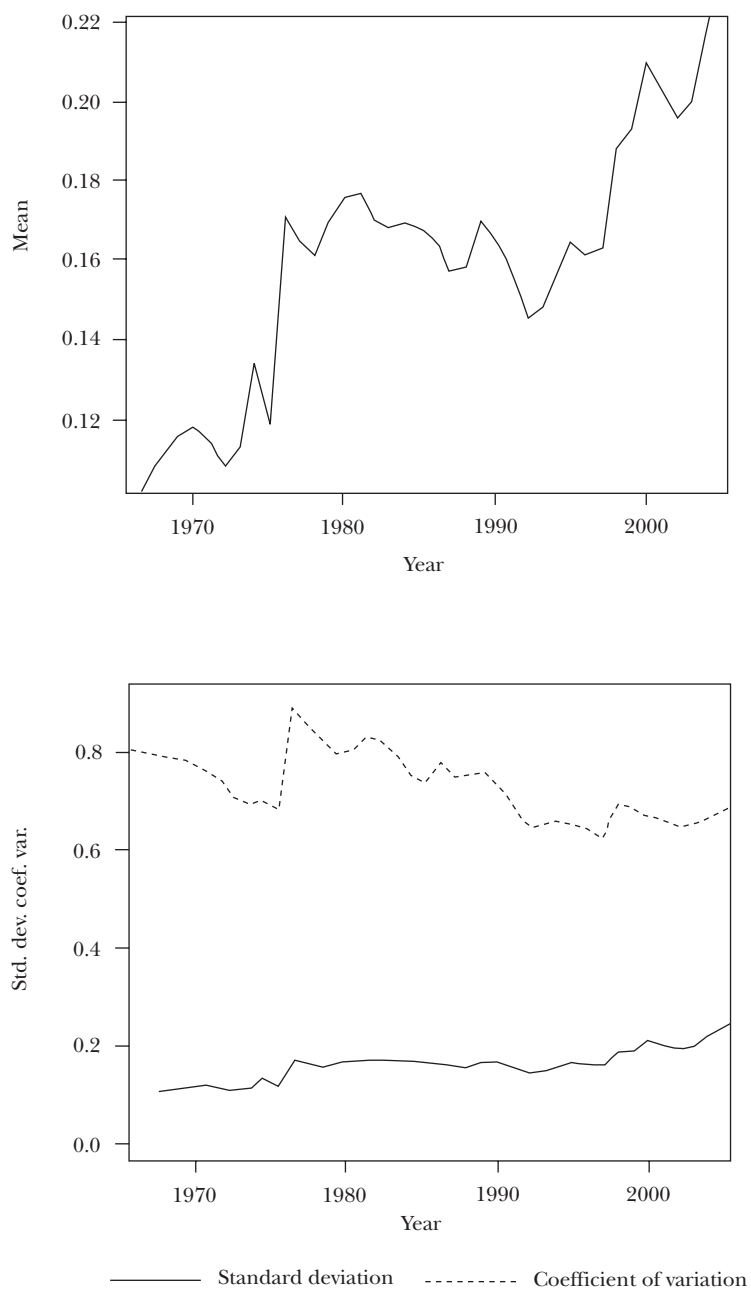 0.22
0.20
0.18
0.16
0.14
0.12
Mean
1970 1980 1990 2000
Year
0.8
0.6
0.4
0.2
0.0
Std. dev. coef. var.
1970 1980 1990 2000
Year
Standard deviation Coefficient of variation